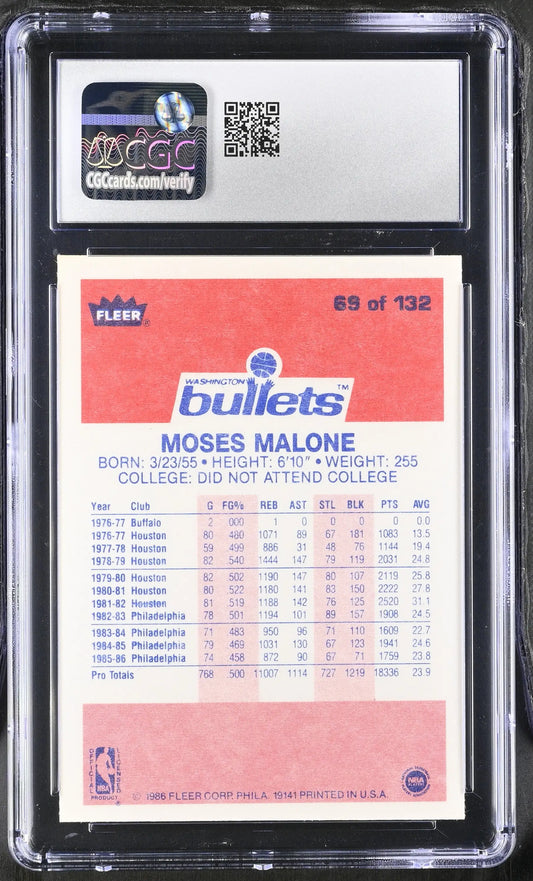 CGC
CGCcards.com/verify
FLEER®
69 of 132
WASHINGTON
bullets™
MOSES MALONE
BORN: 3/23/55 • HEIGHT: 6'10" • WEIGHT: 255
COLLEGE: DID NOT ATTEND COLLEGE
Year Club G FG% REB AST STL BLK PTS AVG
1976-77 Buffalo 2 .000 1 0 0 0 0 0.0
1976-77 Houston 80 .480 1071 89 67 181 1083 13.5
1977-78 Houston 59 .499 886 31 48 76 1144 19.4
1978-79 Houston 82 .540 1444 147 79 119 2031 24.8
1979-80 Houston 82 .502 1190 147 80 107 2119 25.8
1980-81 Houston 80 .522 1180 141 83 150 2222 27.8
1981-82 Houston 81 .519 1188 142 76 125 2520 31.1
1982-83 Philadelphia 78 .501 1194 101 89 157 1908 24.5
1983-84 Philadelphia 71 .483 950 96 71 110 1609 22.7
1984-85 Philadelphia 79 .469 1031 130 67 123 1941 24.6
1985-86 Philadelphia 74 .458 872 90 67 71 1759 23.8
Pro Totals 768 .500 11007 1114 727 1219 18336 23.9
OFFICIAL LICENSED
NBA
PRODUCT
© 1986 FLEER CORP. PHILA. 19141 PRINTED IN U.S.A.
NBA
PLAYERS